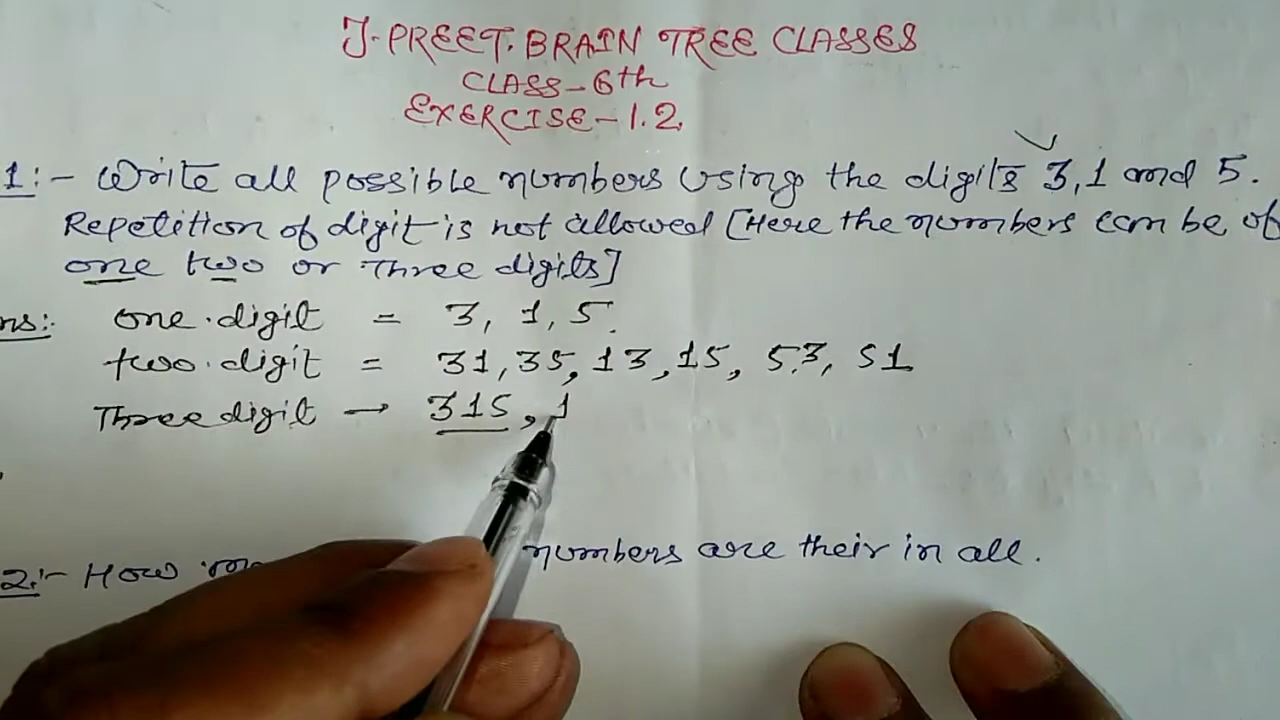 J. PREET. BRAIN TREE CLASSES
CLASS-6th
EXERCISE-1.2.
1:- Write all possible numbers using the digits 3,1 and 5.
Repetition of digit is not allowed [Here the numbers can be of
one two or Three digits]
ns:- one.digit = 3, 1, 5.
two.digit = 31, 35, 13, 15, 53, 51
Three digit → 315, 1
2:- How numbers are their in all.